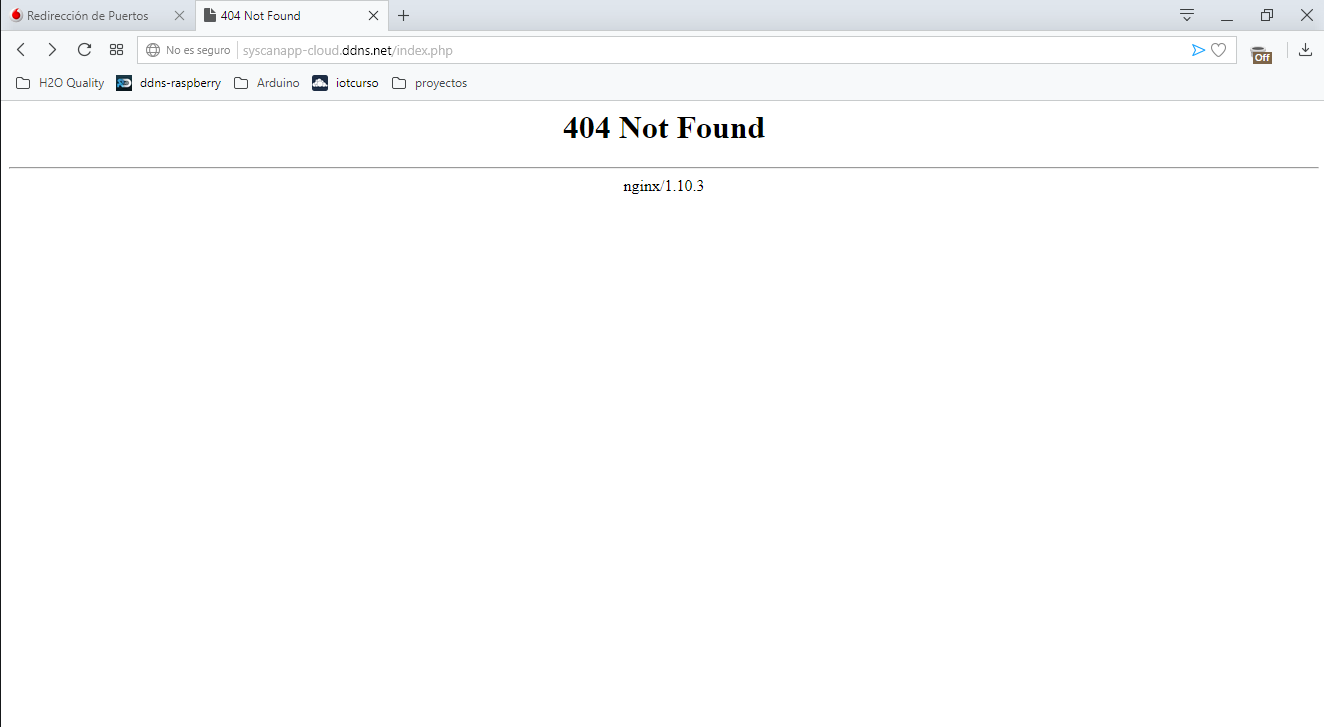 Redirección de Puertos
404 Not Found
No es seguro syscanapp-cloud.ddns.net/index.php
Off
H2O Quality ddns-raspberry Arduino iotcurso proyectos
404 Not Found
nginx/1.10.3